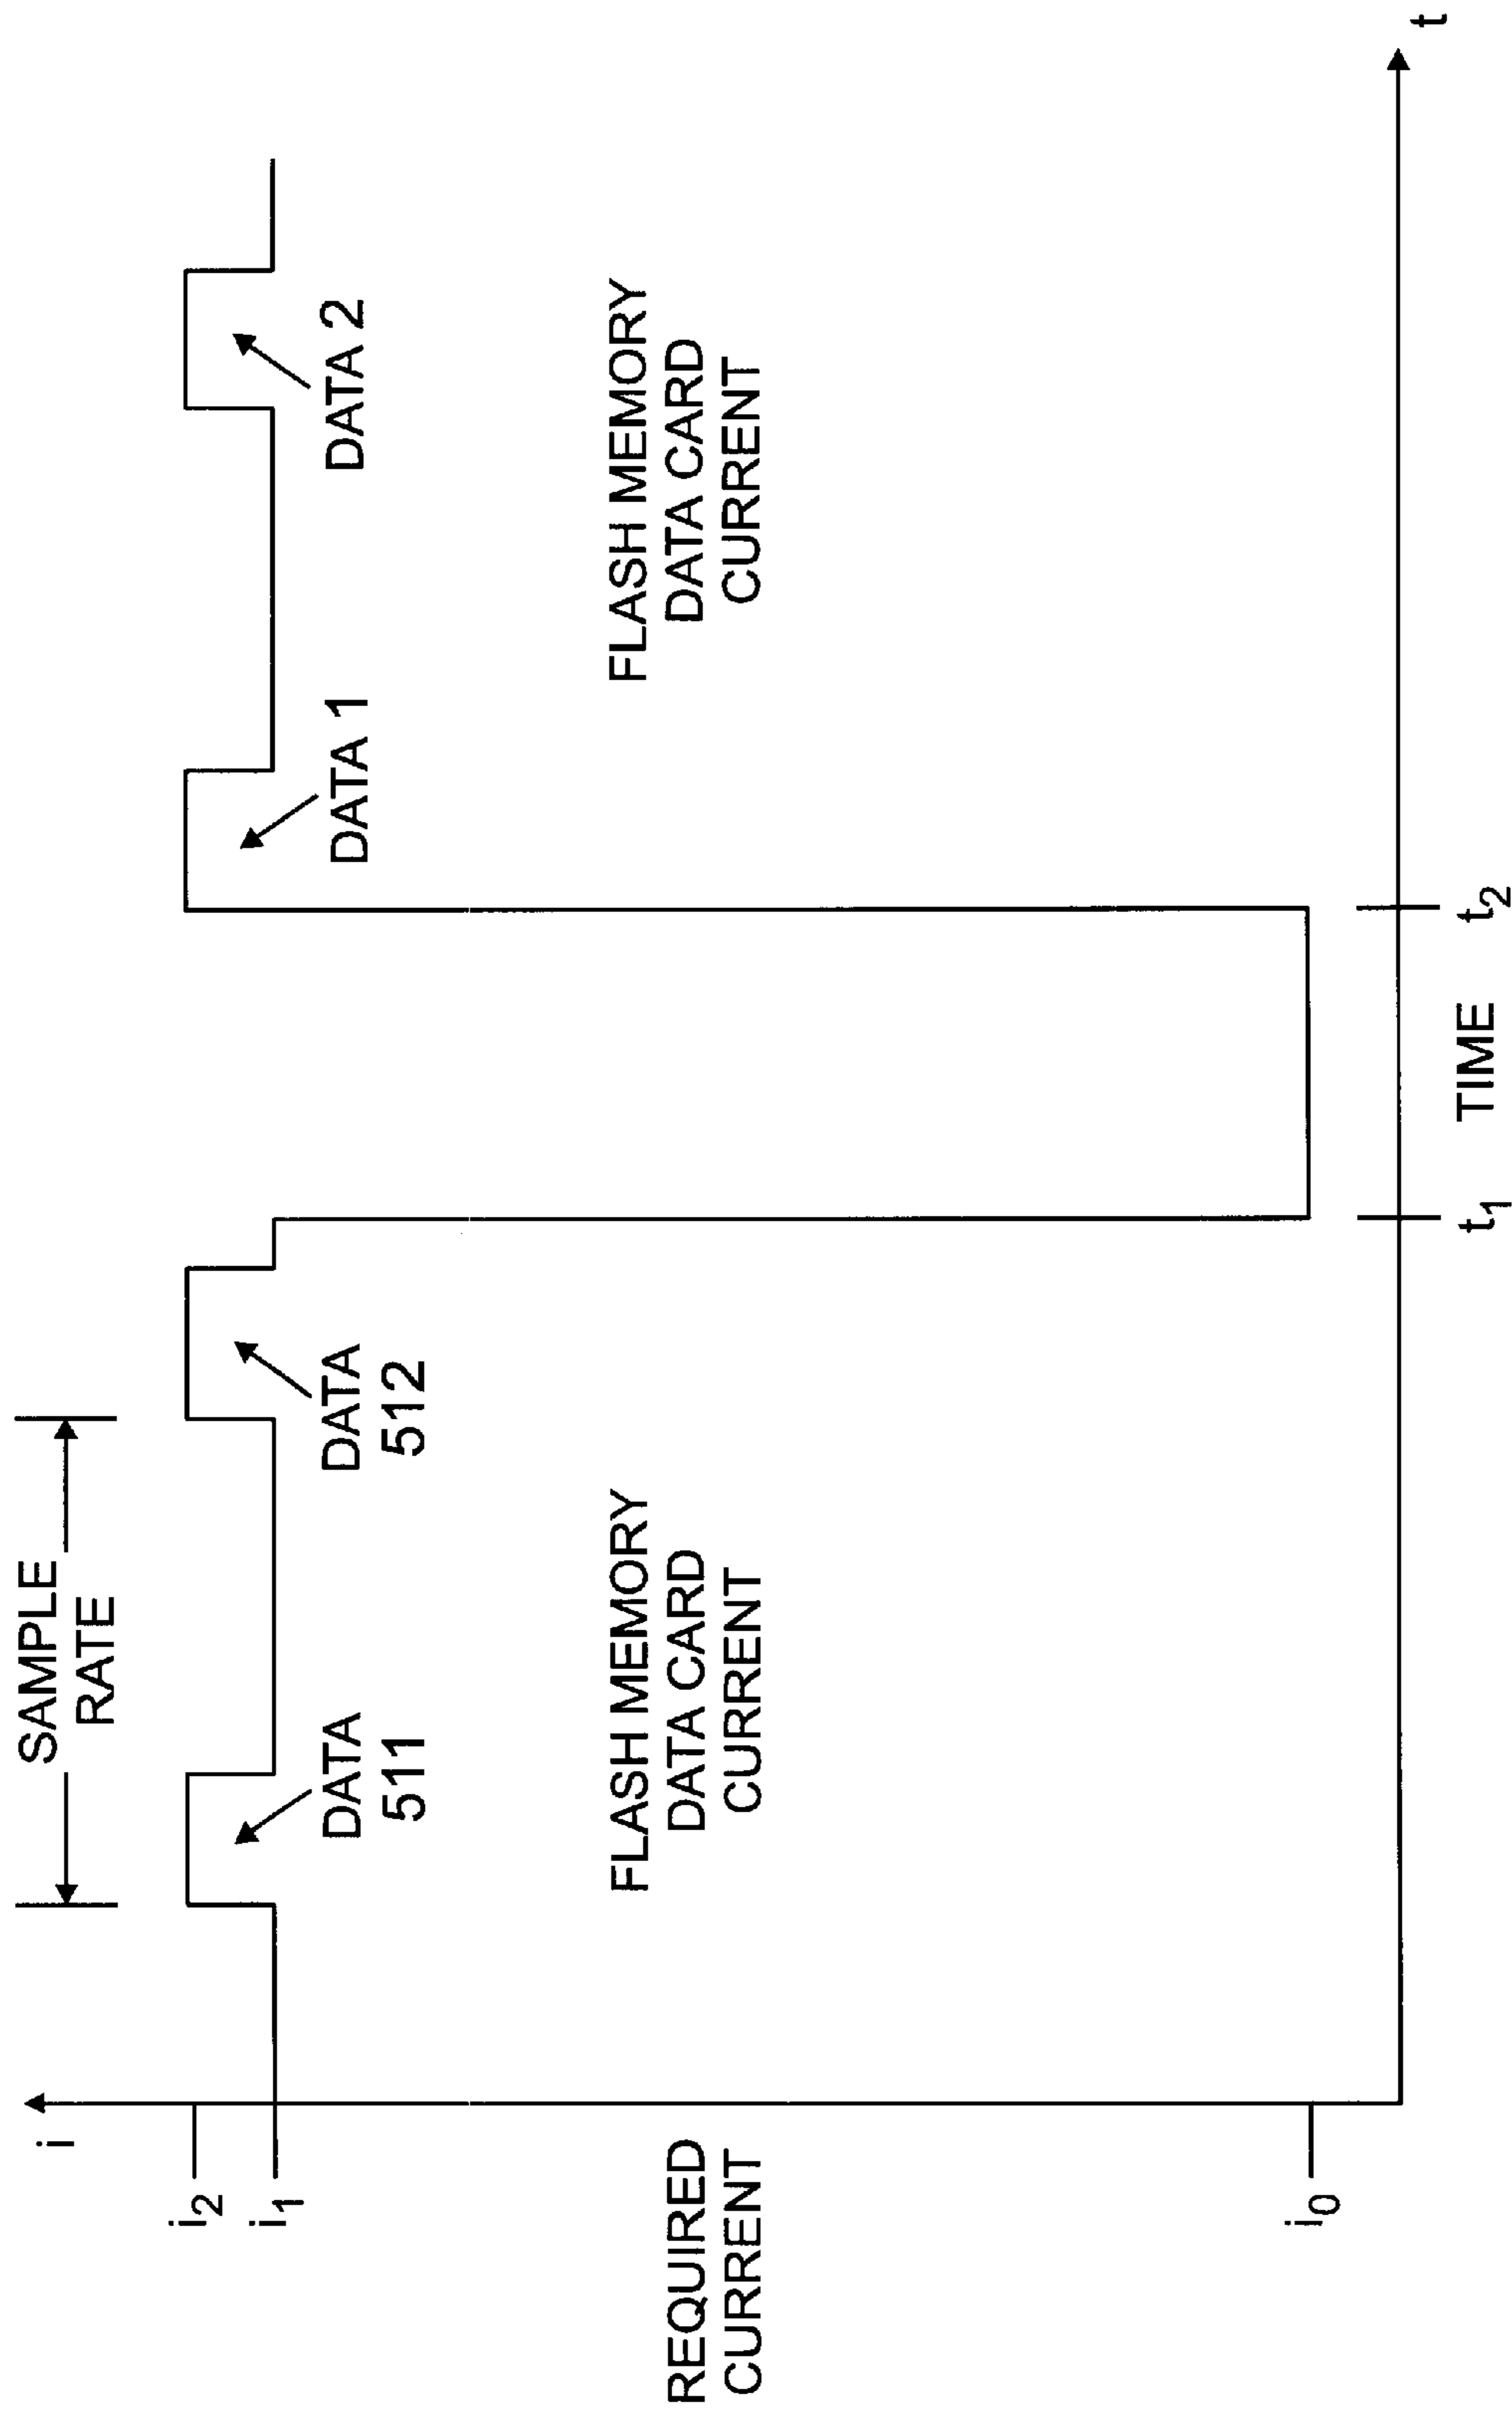 SAMPLE
RATE
i
i2
i1
DATA
511
DATA
512
DATA 1
DATA 2
REQUIRED
CURRENT
FLASH MEMORY
DATA CARD
CURRENT
FLASH MEMORY
DATA CARD
CURRENT
i0
t1
TIME
t2
t